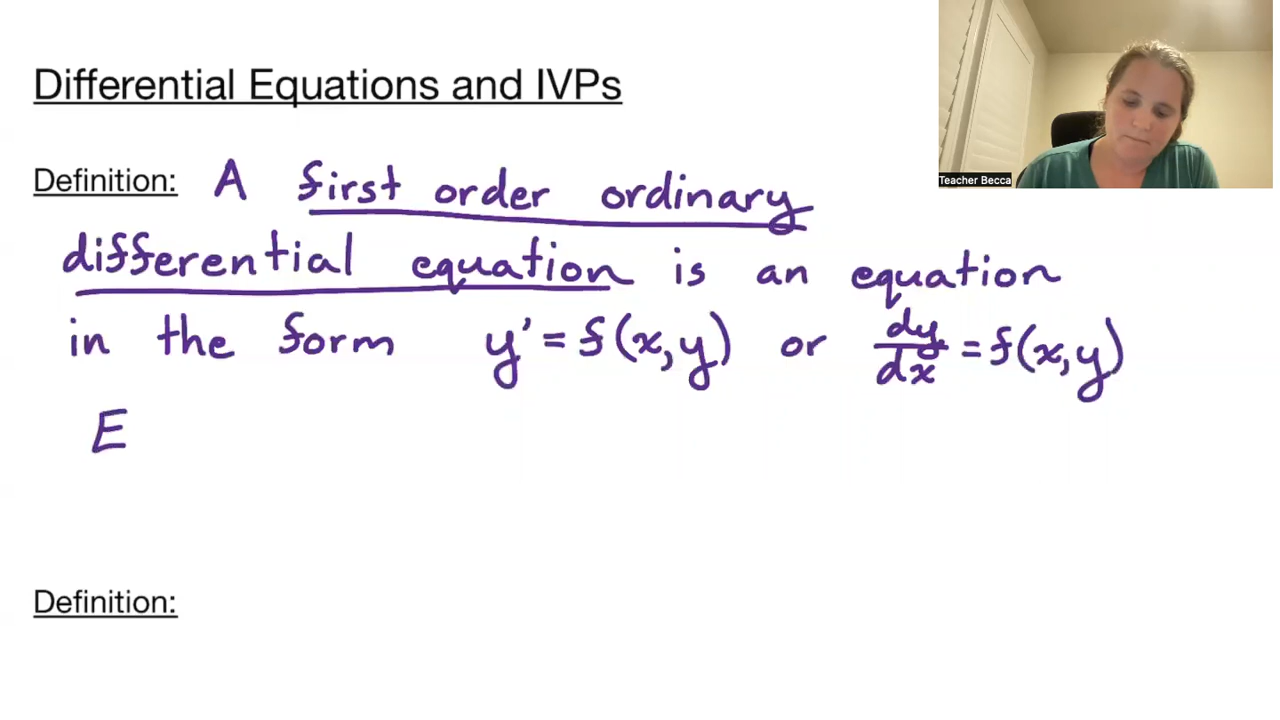 Differential Equations and IVPs
Teacher Becca
Definition: A first order ordinary
differential equation is an equation
in the form y' = f(x,y) or dy/dx = f(x,y)
E
Definition: